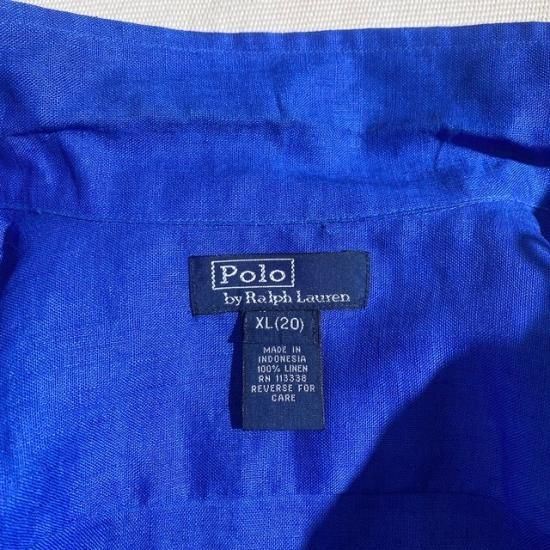 Polo
by Ralph Lauren
XL(20)
MADE IN
INDONESIA
100% LINEN
RN 113338
REVERSE FOR
CARE